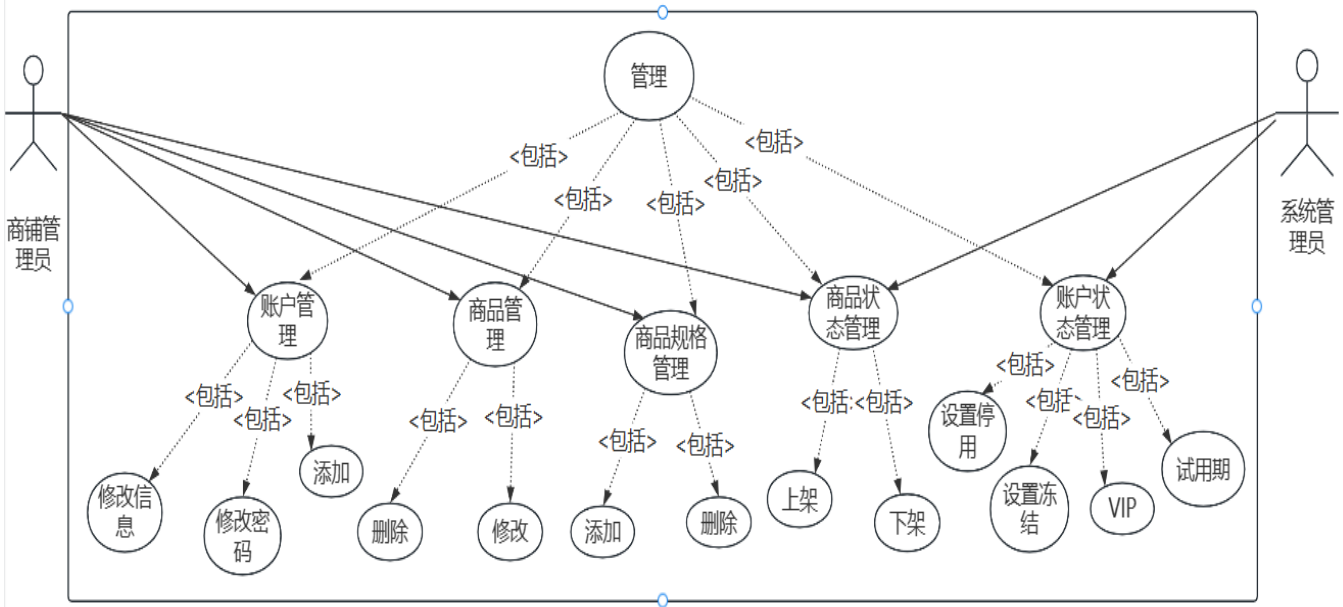 管理
<包括>
<包括>
<包括>
<包括>
<包括>
商铺管
理员
系统管
理员
账户管
理
商品管
理
商品规格
管理
商品状
态管理
账户状
态管理
<包括>
<包括>
<包括>
<包括>
<包括>
<包括>
<包括>
<包括>
<包括>
<包括>
<包括>
<包括>
<包括>
修改信
息
修改密
码
添加
删除
修改
添加
删除
上架
下架
设置停
用
设置冻
结
VIP
试用期